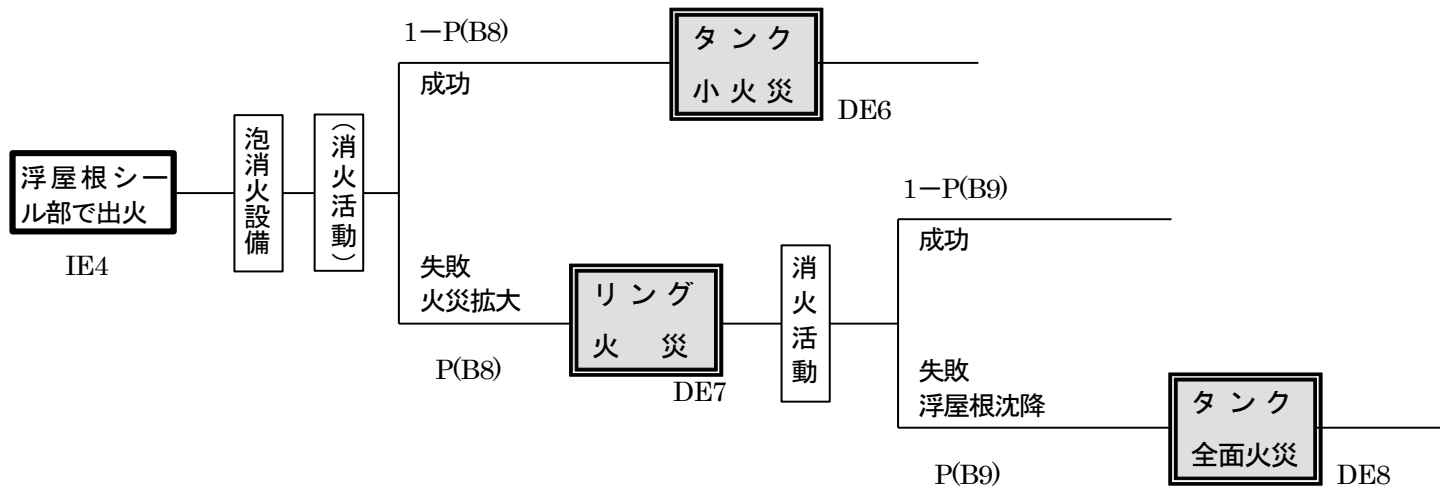 1−P(B8)
成功
タンク
小火災
DE6
浮屋根シー
ル部で出火
IE4
泡消火設備
（消火活動）
失敗
火災拡大
P(B8)
リング
火災
DE7
消火活動
1−P(B9)
成功
失敗
浮屋根沈降
P(B9)
タンク
全面火災
DE8